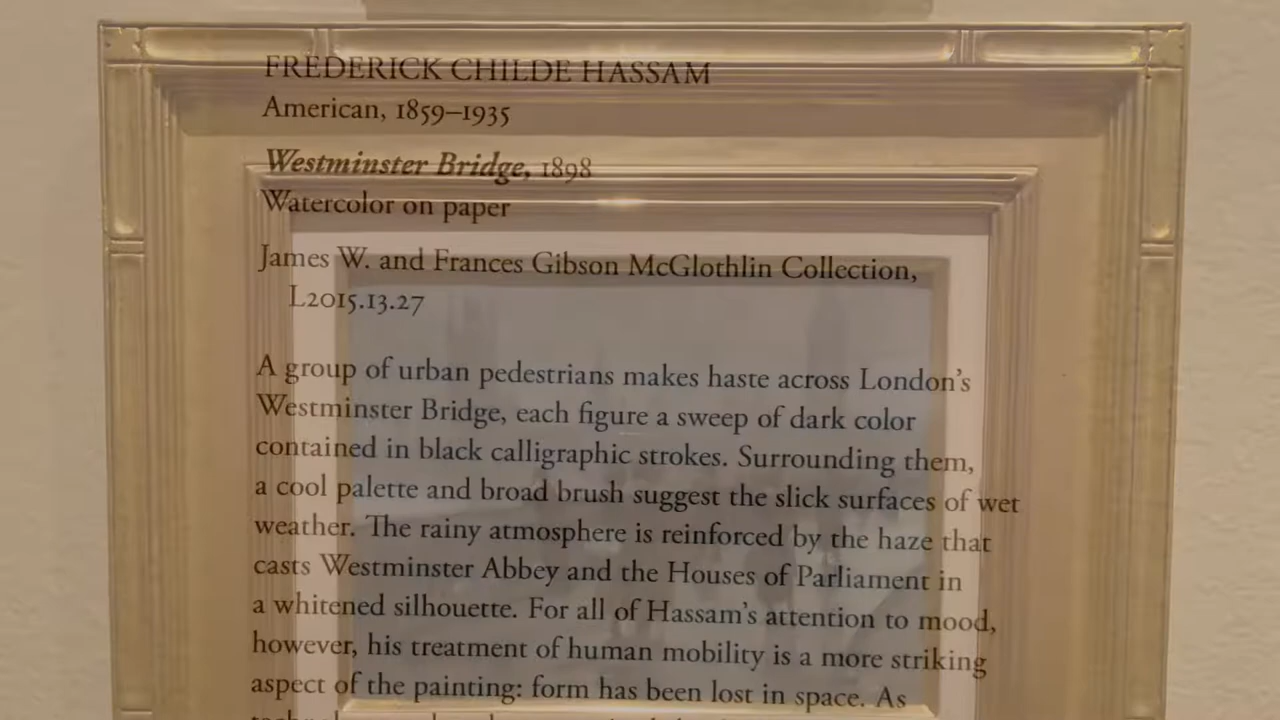 FREDERICK CHILDE HASSAM
American, 1859–1935
Westminster Bridge, 1898
Watercolor on paper
James W. and Frances Gibson McGlothlin Collection,
L2015.13.27
A group of urban pedestrians makes haste across London's
Westminster Bridge, each figure a sweep of dark color
contained in black calligraphic strokes. Surrounding them,
a cool palette and broad brush suggest the slick surfaces of wet
weather. The rainy atmosphere is reinforced by the haze that
casts Westminster Abbey and the Houses of Parliament in
a whitened silhouette. For all of Hassam's attention to mood,
however, his treatment of human mobility is a more striking
aspect of the painting: form has been lost in space. As